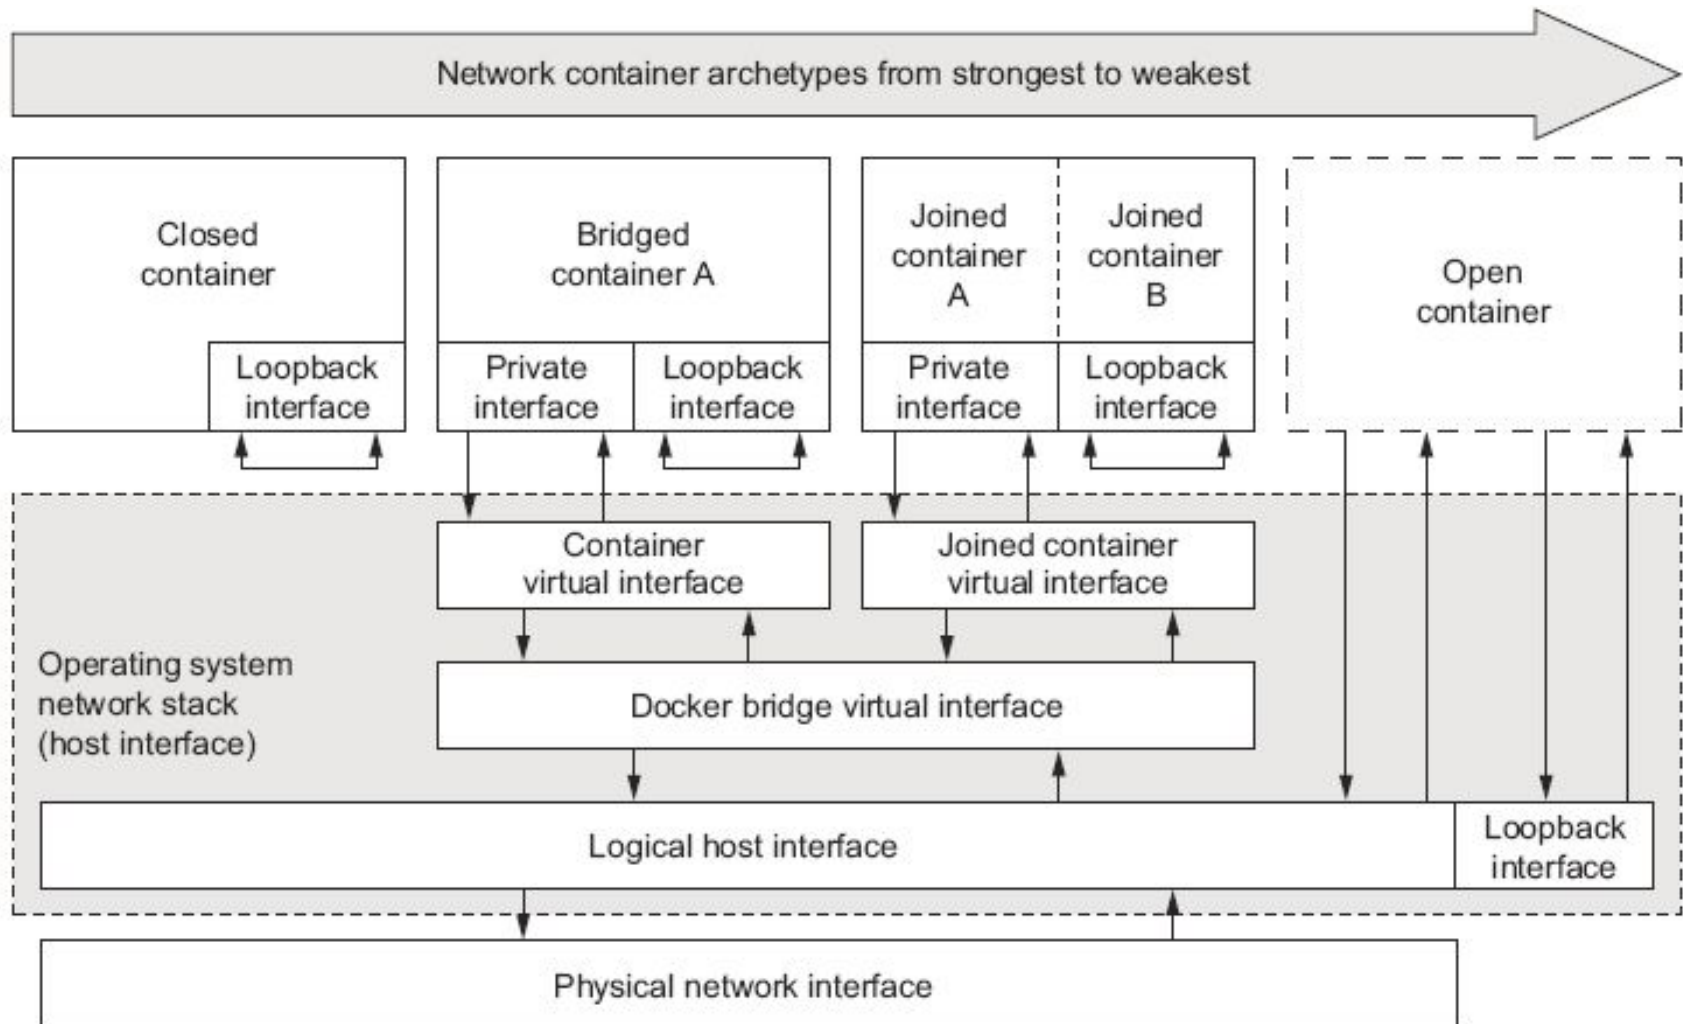 Network container archetypes from strongest to weakest
Closed
container
Loopback
interface
Bridged
container A
Private
interface
Loopback
interface
Joined
container
A
Joined
container
B
Private
interface
Loopback
interface
Open
container
Container
virtual interface
Joined container
virtual interface
Operating system
network stack
(host interface)
Docker bridge virtual interface
Logical host interface
Loopback
interface
Physical network interface